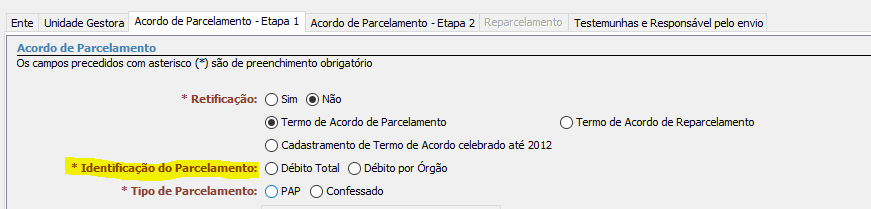 Ente Unidade Gestora Acordo de Parcelamento - Etapa 1 Acordo de Parcelamento - Etapa 2 Reparcelamento Testemunhas e Responsável pelo envio
Acordo de Parcelamento
Os campos precedidos com asterisco (*) são de preenchimento obrigatório
* Retificação: Sim Não
Termo de Acordo de Parcelamento Termo de Acordo de Reparcelamento
Cadastramento de Termo de Acordo celebrado até 2012
* Identificação do Parcelamento: Débito Total Débito por Órgão
* Tipo de Parcelamento: PAP Confessado